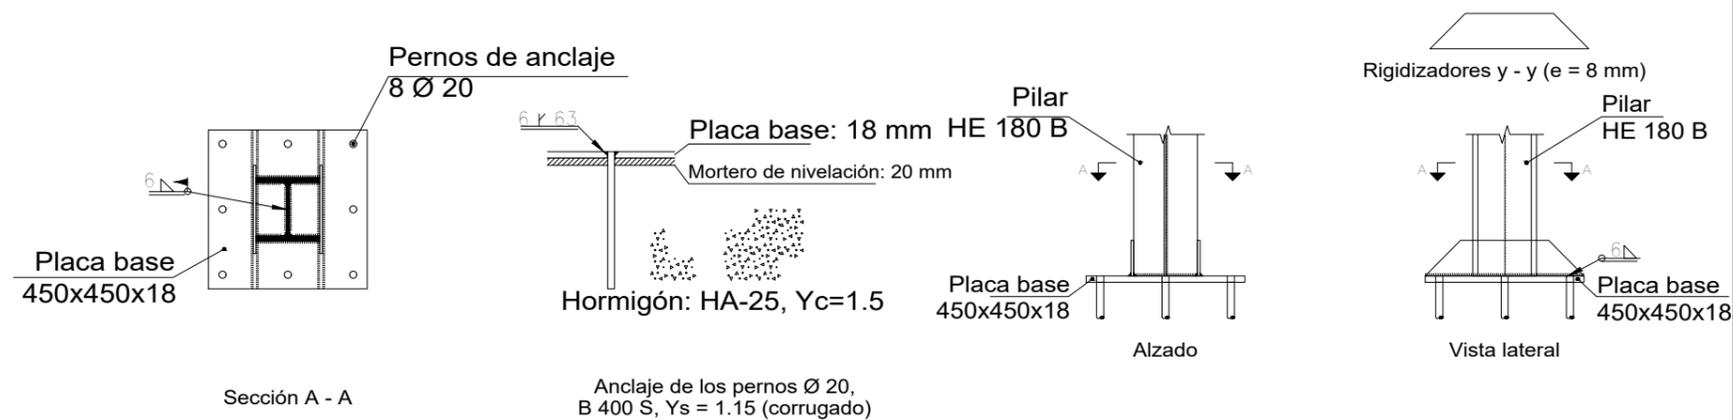 Pernos de anclaje
8 Ø 20
6
Placa base
450x450x18
Sección A - A
6 63
Placa base: 18 mm
Mortero de nivelación: 20 mm
Hormigón: HA-25, Yc=1.5
Anclaje de los pernos Ø 20,
B 400 S, Ys = 1.15 (corrugado)
Pilar
HE 180 B
A
A
Placa base
450x450x18
Alzado
Rigidizadores y - y (e = 8 mm)
Pilar
HE 180 B
A
A
6
Placa base
450x450x18
Vista lateral